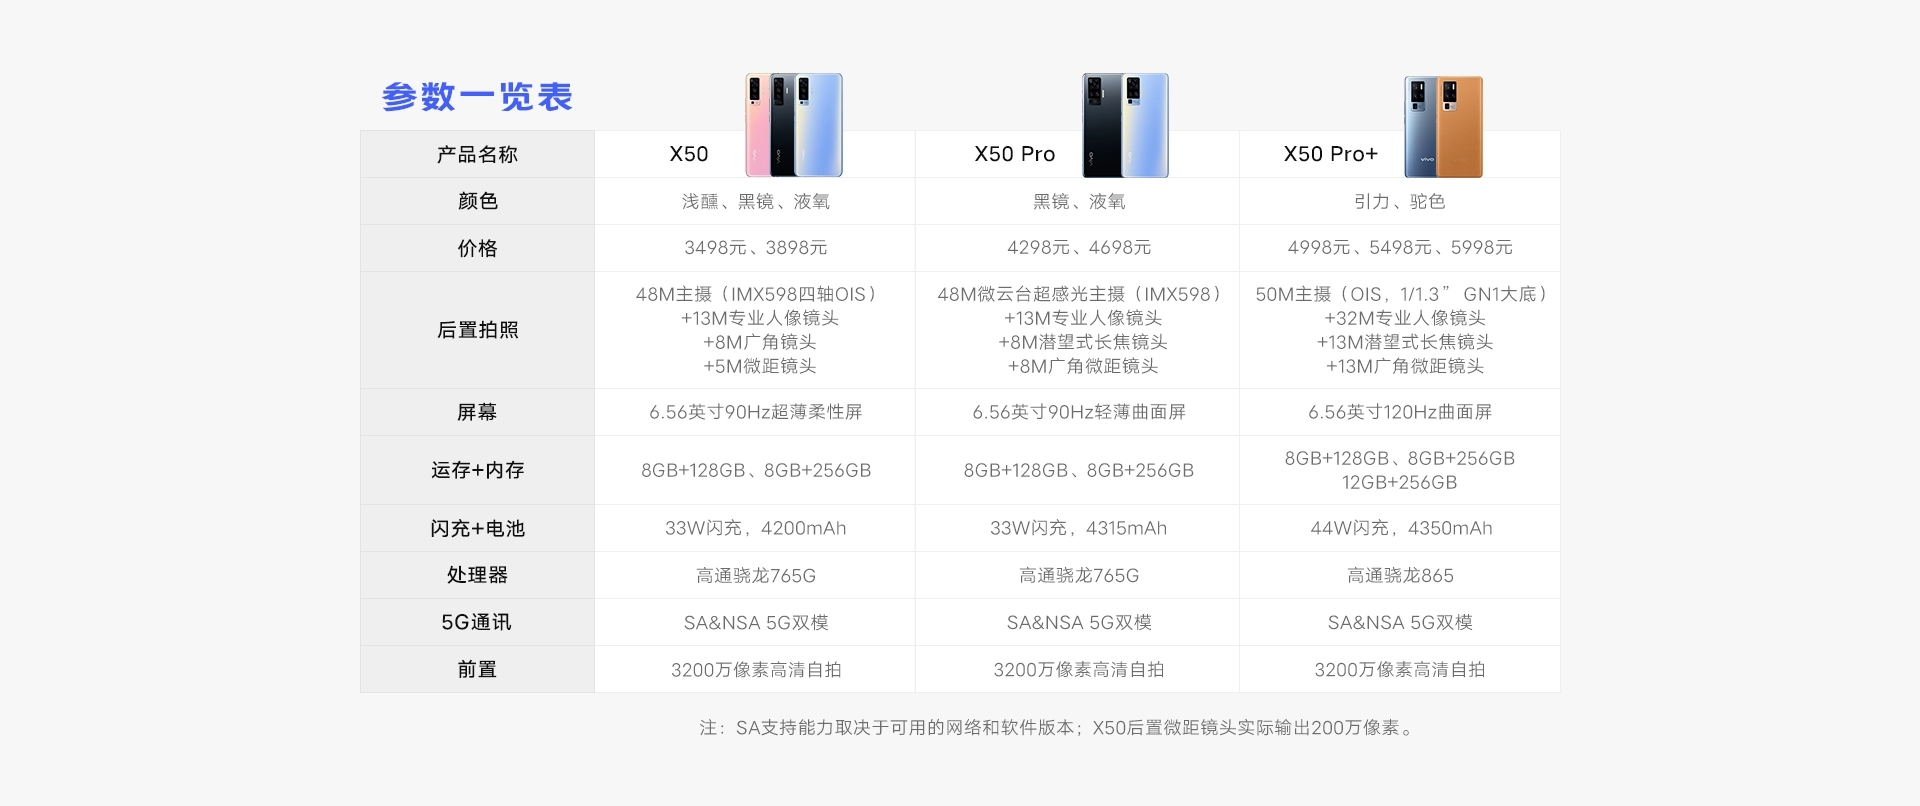 参数一览表
产品名称 X50 X50 Pro X50 Pro+
颜色 浅醺、黑镜、液氧 黑镜、液氧 引力、驼色
价格 3498元、3898元 4298元、4698元 4998元、5498元、5998元
后置拍照
48M主摄（IMX598四轴OIS）
+13M专业人像镜头
+8M广角镜头
+5M微距镜头
48M微云台超感光主摄（IMX598）
+13M专业人像镜头
+8M潜望式长焦镜头
+8M广角微距镜头
50M主摄（OIS，1/1.3” GN1大底）
+32M专业人像镜头
+13M潜望式长焦镜头
+13M广角微距镜头
屏幕 6.56英寸90Hz超薄柔性屏 6.56英寸90Hz轻薄曲面屏 6.56英寸120Hz曲面屏
运存+内存 8GB+128GB、8GB+256GB 8GB+128GB、8GB+256GB 8GB+128GB、8GB+256GB
12GB+256GB
闪充+电池 33W闪充，4200mAh 33W闪充，4315mAh 44W闪充，4350mAh
处理器 高通骁龙765G 高通骁龙765G 高通骁龙865
5G通讯 SA&NSA 5G双模 SA&NSA 5G双模 SA&NSA 5G双模
前置 3200万像素高清自拍 3200万像素高清自拍 3200万像素高清自拍
注：SA支持能力取决于可用的网络和软件版本；X50后置微距镜头实际输出200万像素。